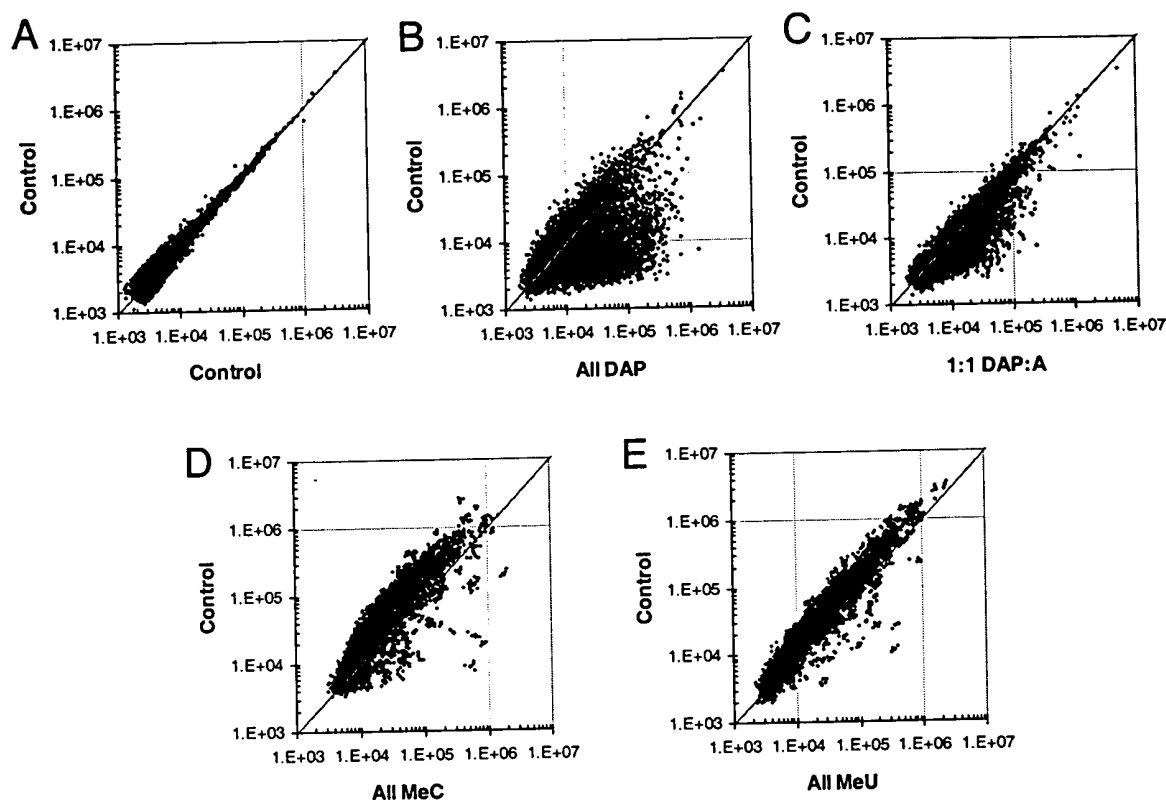 A B C
1.E+07 1.E+07 1.E+07
1.E+06 1.E+06 1.E+06
Control Control Control
1.E+05 1.E+05 1.E+05
1.E+04 1.E+04 1.E+04
1.E+03 1.E+03 1.E+03
1.E+03 1.E+04 1.E+05 1.E+06 1.E+07 1.E+03 1.E+04 1.E+05 1.E+06 1.E+07 1.E+03 1.E+04 1.E+05 1.E+06 1.E+07
Control All DAP 1:1 DAP:A
D E
1.E+07 1.E+07
1.E+06 1.E+06
Control Control
1.E+05 1.E+05
1.E+04 1.E+04
1.E+03 1.E+03
1.E+03 1.E+04 1.E+05 1.E+06 1.E+07 1.E+03 1.E+04 1.E+05 1.E+06 1.E+07
All MeC All MeU